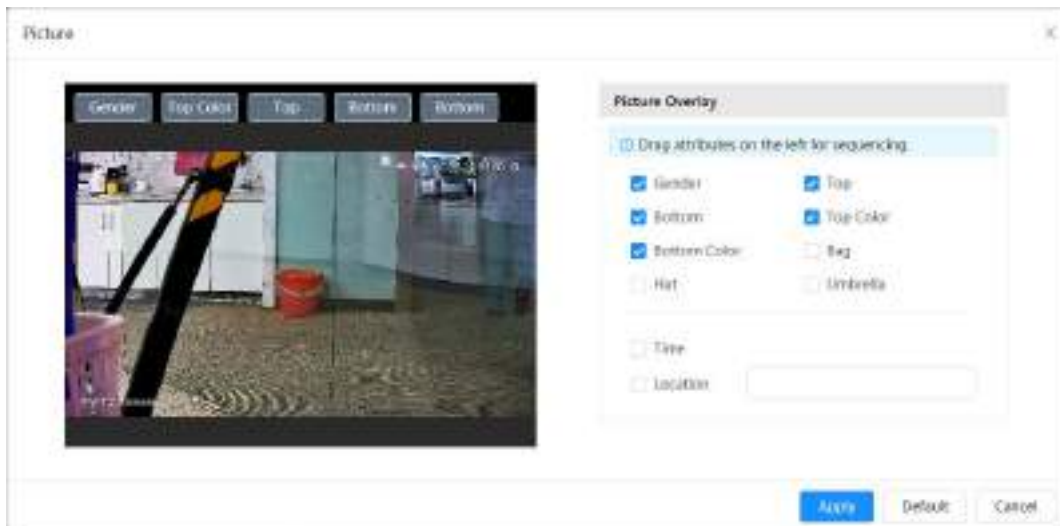 Picture
Gender Top Color Top Bottom Bottom
Picture Overlay
Drag attributes on the left for sequencing.
Gender Top
Bottom Top Color
Bottom Color Bag
Hat Umbrella
Time
Location
Apply Default Cancel